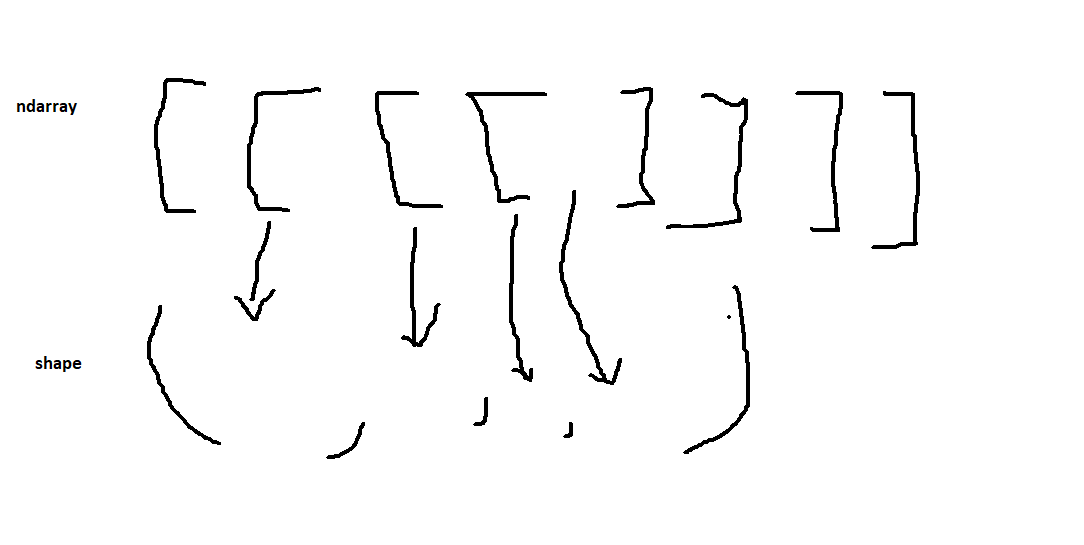 ndarray [ [ [ [ ] ] ] ]
shape ( , , , )